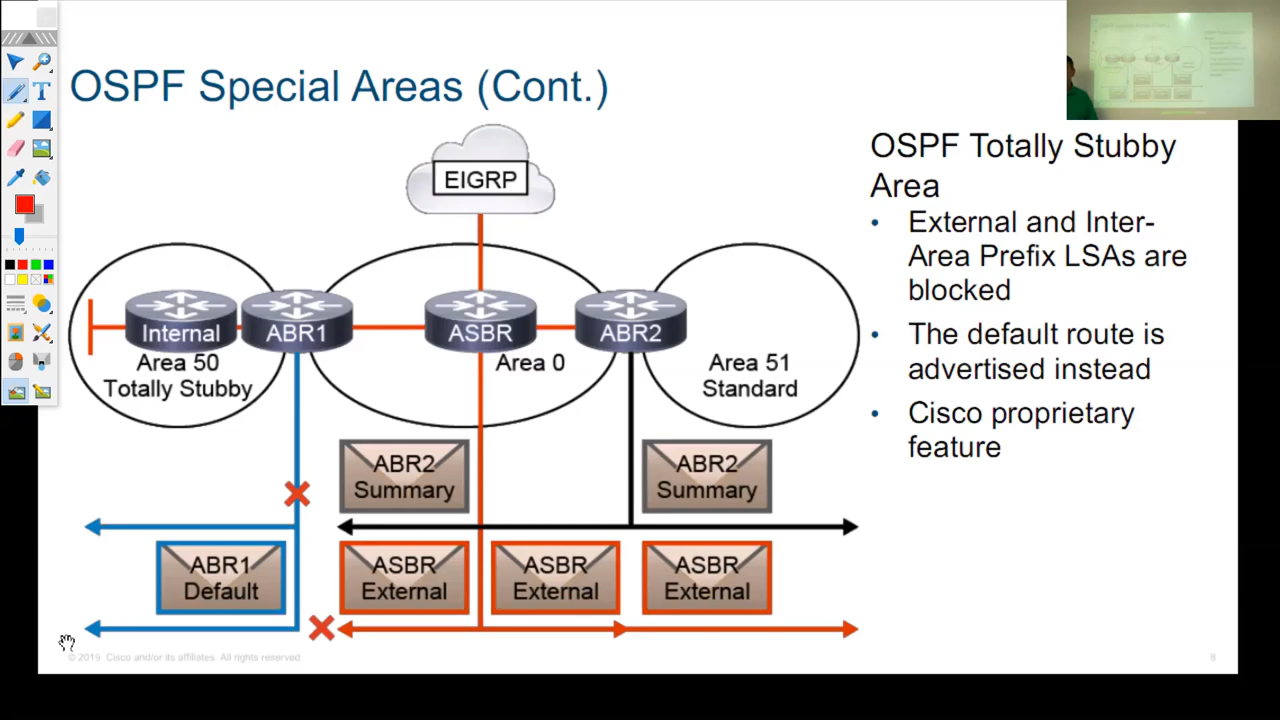 OSPF Special Areas (Cont.)
EIGRP
OSPF Totally Stubby
Area
• External and Inter-
Area Prefix LSAs are
blocked
• The default route is
advertised instead
• Cisco proprietary
feature
Internal
ABR1
ASBR
ABR2
Area 50
Totally Stubby
Area 0
Area 51
Standard
ABR2
Summary
ABR2
Summary
ABR1
Default
ASBR
External
ASBR
External
ASBR
External
© 2019 Cisco and/or its affiliates. All rights reserved
T